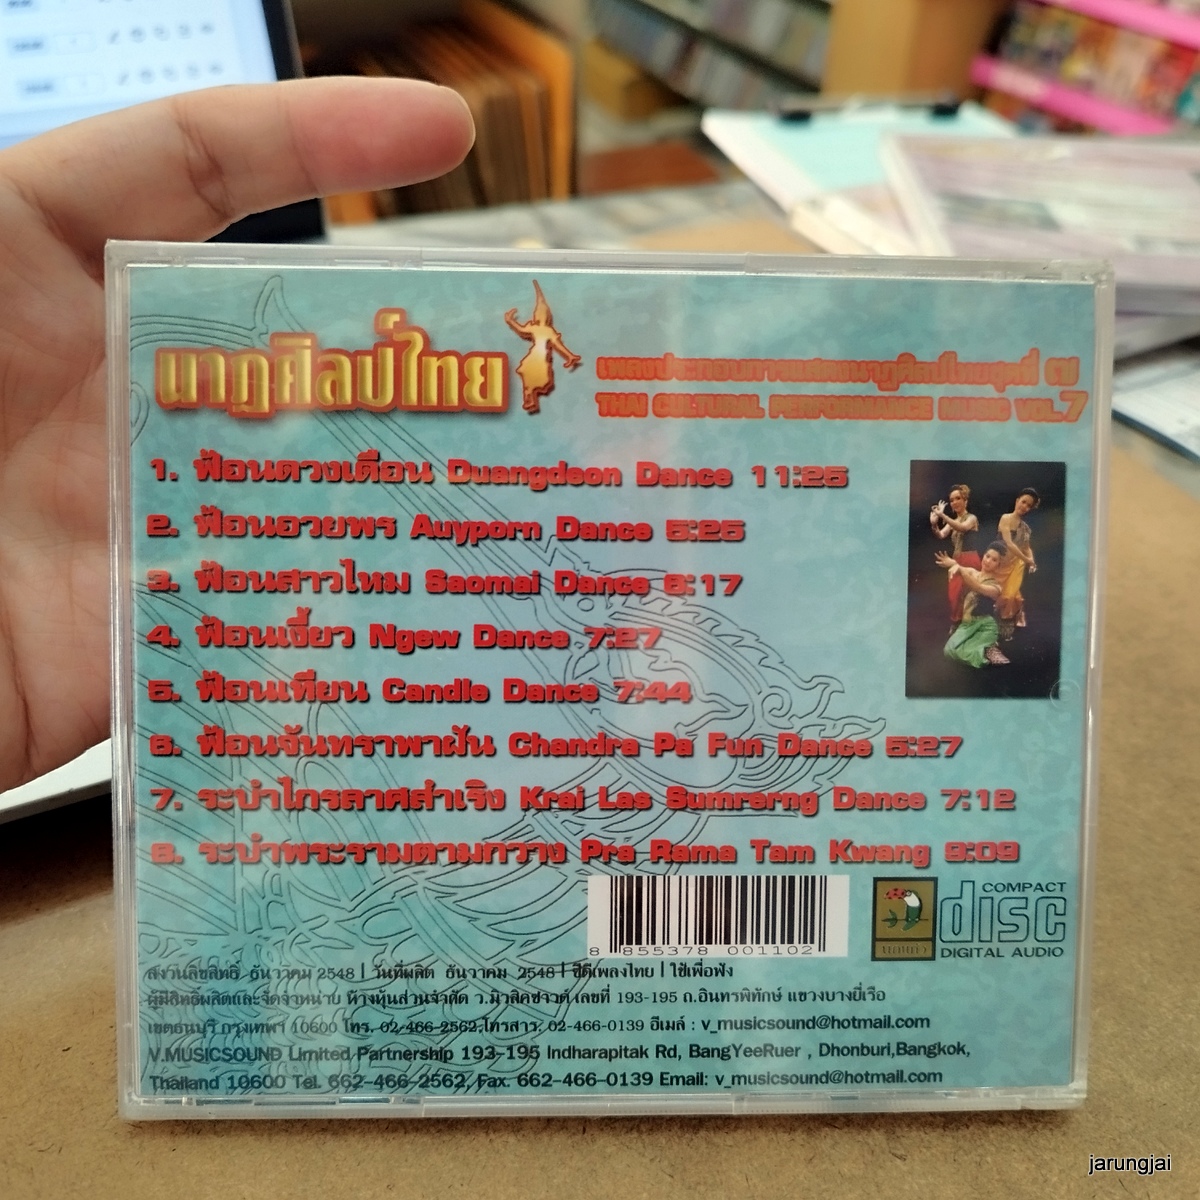 นาฏศิลป์ไทย
เพลงประกอบการแสดงนาฏศิลป์ไทยชุดที่ ๗
THAI CULTURAL PERFORMANCE MUSIC VOL.7
1. ฟ้อนดวงเดือน Duangdeon Dance 11:25
2. ฟ้อนอวยพร Auyporn Dance 5:25
3. ฟ้อนสาวไหม Saomai Dance 6:17
4. ฟ้อนเงี้ยว Ngew Dance 7:27
5. ฟ้อนเทียน Candle Dance 7:44
6. ฟ้อนจันทราพาฝัน Chandra Pa Fun Dance 5:27
7. ระบำไกรลาศสำเริง Krai Las Sumrerng Dance 7:12
8. ระบำพระรามตามกวาง Pra Rama Tam Kwang 9:09
8 855378 001102
COMPACT
disc
DIGITAL AUDIO
สงวนลิขสิทธิ์ ธันวาคม 2548 | วันที่ผลิต ธันวาคม 2548 | ซีดีเพลงไทย | ใช้เพื่อฟัง
ผู้มีสิทธิ์ผลิตและจัดจำหน่าย ห้างหุ้นส่วนจำกัด ว.มิวสิคซาวด์ เลขที่ 193-195 ถ.อินทรพิทักษ์ แขวงบางยี่เรือ
เขตธนบุรี กรุงเทพฯ 10600 โทร. 02-466-2562,โทรสาร. 02-466-0139 อีเมล์ : v_musicsound@hotmail.com
V.MUSICSOUND Limited Partnership 193-195 Indharapitak Rd, BangYeeRuer , Dhonburi,Bangkok,
Thailand 10600 Tel. 662-466-2562, Fax. 662-466-0139 Email: v_musicsound@hotmail.com
jarungjai